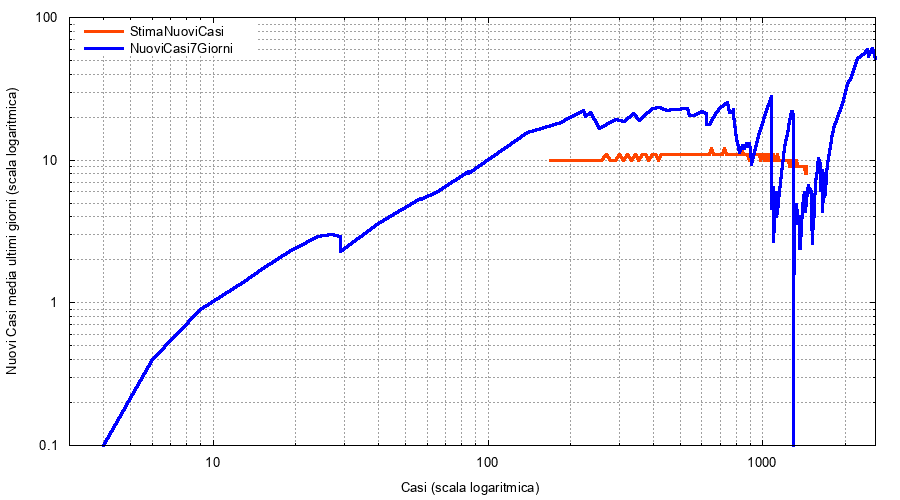 100
StimaNuoviCasi
NuoviCasi7Giorni
10
1
0.1
Nuovi Casi media ultimi giorni (scala logaritmica)
10
100
1000
Casi (scala logaritmica)